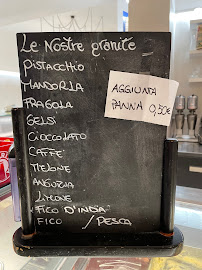 Le Nostre granite
PISTACCHIO
MANDORLA
FRAGOLA
GELSI
CIOCCOLATO
CAFFE'
MELONE
ANGURIA
LIMONE
FICO D'INDIA
FICO / PESCA
AGGIUNTA
PANNA 0,50€